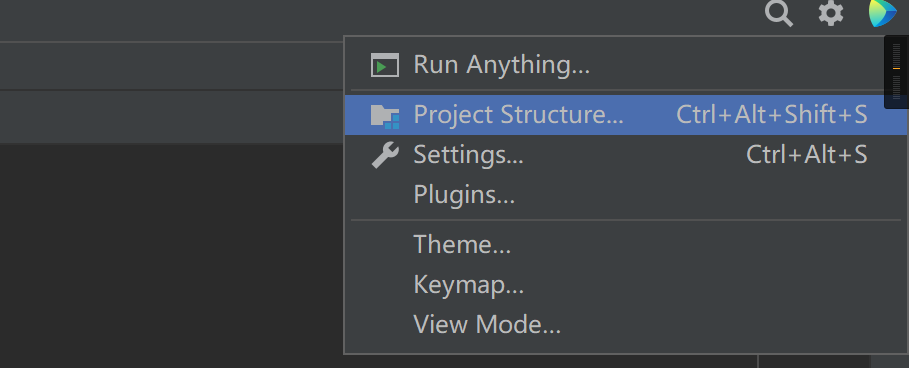 Run Anything...
Project Structure... Ctrl+Alt+Shift+S
Settings... Ctrl+Alt+S
Plugins...
Theme...
Keymap...
View Mode...